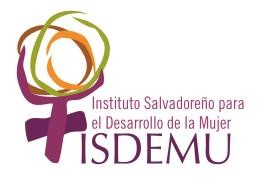 Instituto Salvadoreño para
el Desarrollo de la Mujer
ISDEMU